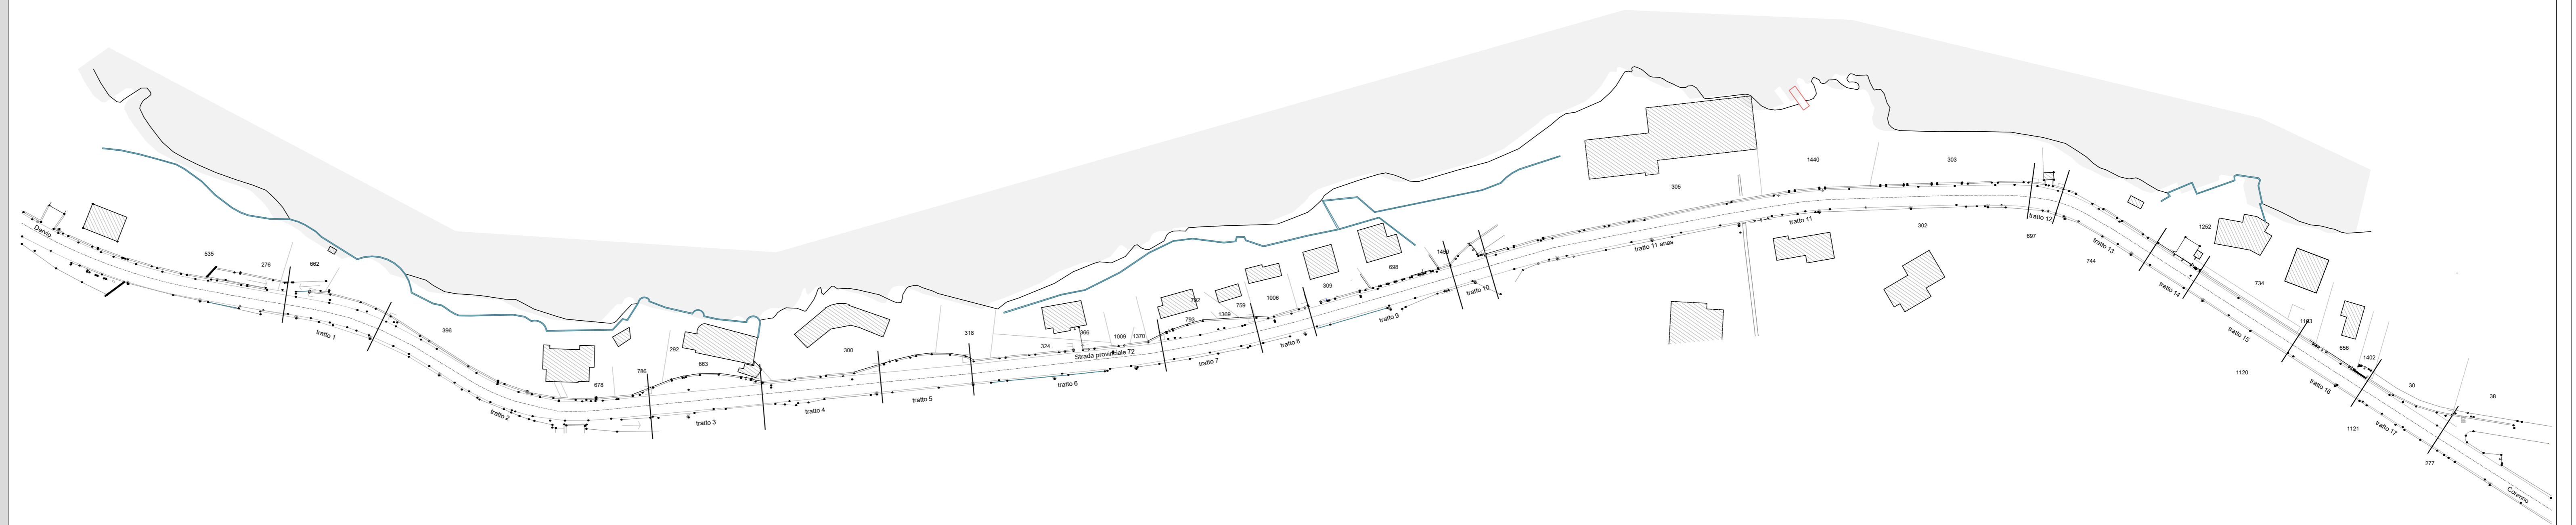 Dervio
535
276
662
tratto 1
396
tratto 2
678
786
292
663
tratto 3
tratto 4
300
tratto 5
318
324
366
1009
1370
Strada provinciale 72
tratto 6
792
793
1369
759
tratto 7
1006
tratto 8
309
698
tratto 9
1459
tratto 10
305
tratto 11 anas
1440
tratto 11
303
302
697
tratto 12
744
tratto 13
1252
tratto 14
734
tratto 15
1120
1193
656
1402
tratto 16
1121
tratto 17
30
38
277
Corenno